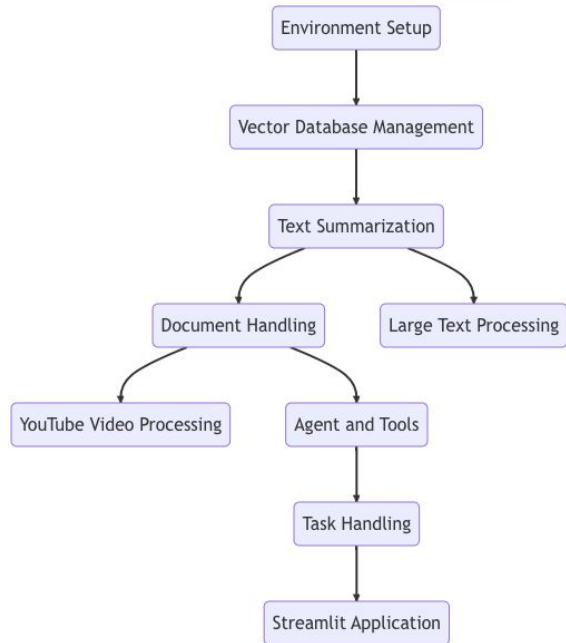 Environment Setup
Vector Database Management
Text Summarization
Document Handling
Large Text Processing
YouTube Video Processing
Agent and Tools
Task Handling
Streamlit Application